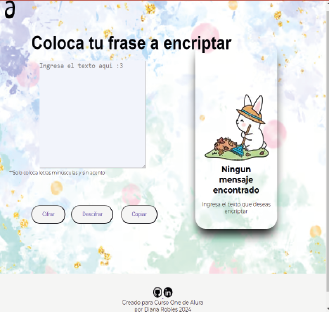 a
Coloca tu frase a encriptar
Ingresa el texto aqui :3
Ningun
mensaje
encontrado
Ingresa el texto que deseas
encriptar
*Solo coloca letras minusculas y sin acento
Cifrar
Descifrar
Copiar
Creado para Curso One de Alura
por Diana Robles 2024